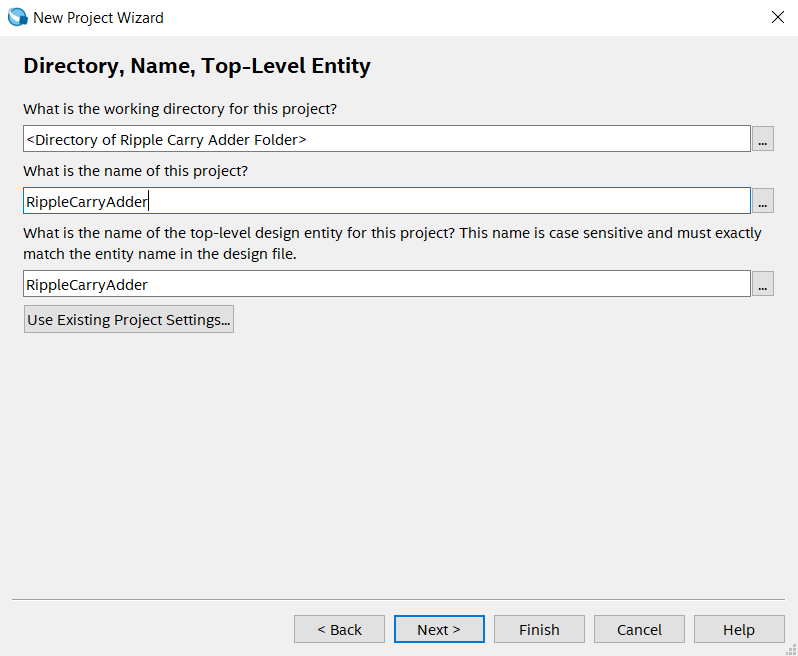 New Project Wizard
Directory, Name, Top-Level Entity
What is the working directory for this project?
<Directory of Ripple Carry Adder Folder>
...
What is the name of this project?
RippleCarryAdder
...
What is the name of the top-level design entity for this project? This name is case sensitive and must exactly
match the entity name in the design file.
RippleCarryAdder
...
Use Existing Project Settings...
< Back Next > Finish Cancel Help